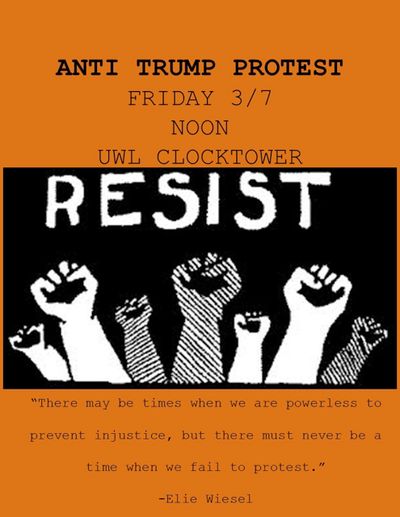 ANTI TRUMP PROTEST
FRIDAY 3/7
NOON
UWL CLOCKTOWER
RESIST
“There may be times when we are powerless to
prevent injustice, but there must never be a
time when we fail to protest.”
-Elie Wiesel